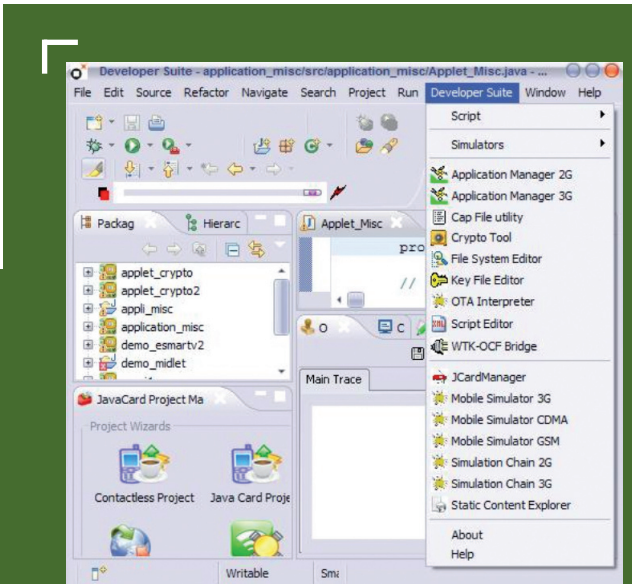 Developer Suite - application_misc/src/application_misc/Applet_Misc.java - ...
File Edit Source Refactor Navigate Search Project Run Developer Suite Window Help
Script
Simulators
Application Manager 2G
Application Manager 3G
Cap File utility
Crypto Tool
File System Editor
Key File Editor
OTA Interpreter
Script Editor
WTK-OCF Bridge
JCardManager
Mobile Simulator 3G
Mobile Simulator CDMA
Mobile Simulator GSM
Simulation Chain 2G
Simulation Chain 3G
Static Content Explorer
About
Help
Packag Hierarc
applet_crypto
applet_crypto2
appli_misc
application_misc
demo_esmartv2
demo_midlet
Applet_Misc
pro
//
O C
Main Trace
JavaCard Project Ma
Project Wizards
Contactless Project Java Card Proje
Writable Sma